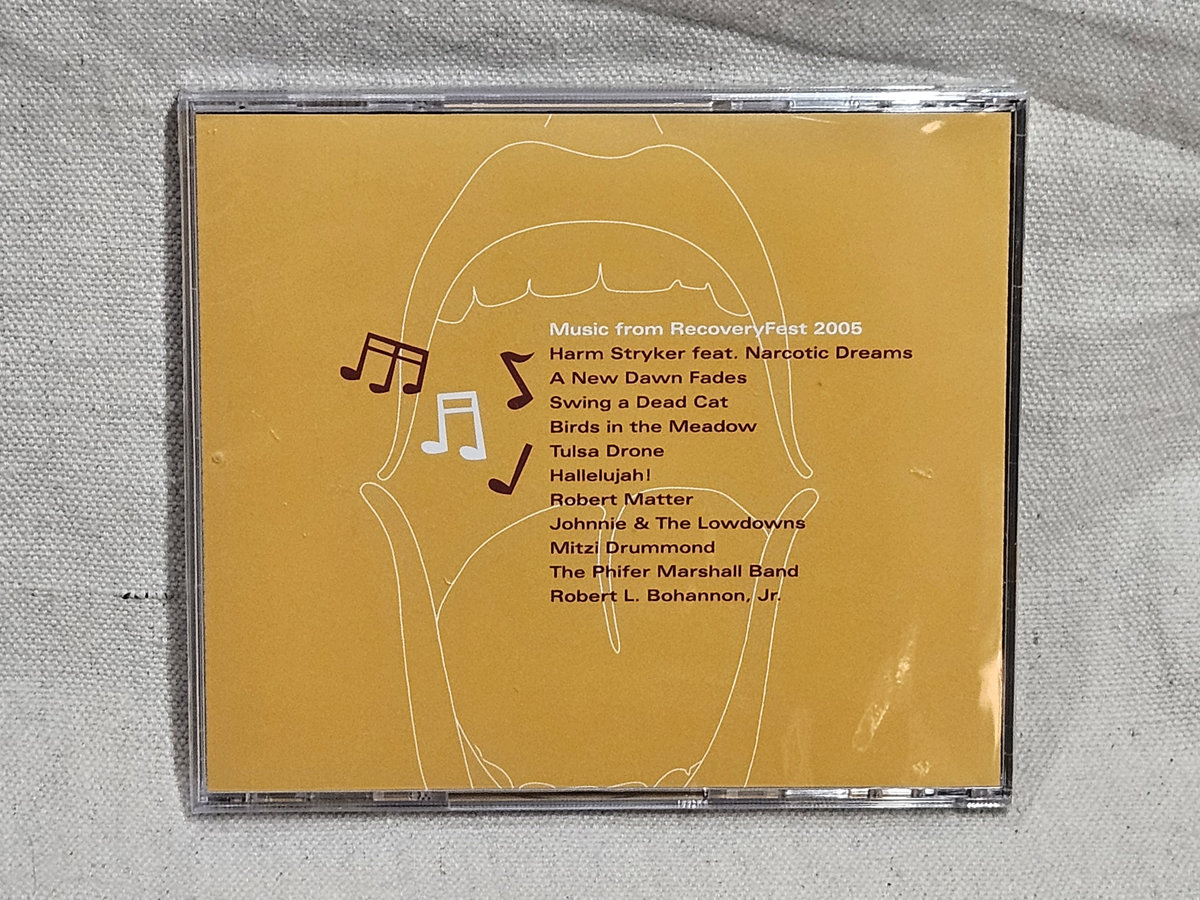 Music from RecoveryFest 2005
Harm Stryker feat. Narcotic Dreams
A New Dawn Fades
Swing a Dead Cat
Birds in the Meadow
Tulsa Drone
Hallelujah!
Robert Matter
Johnnie & The Lowdowns
Mitzi Drummond
The Phifer Marshall Band
Robert L. Bohannon, Jr.